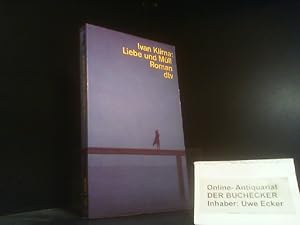 Ivan Klíma:
Liebe und Müll
Roman
dtv
Online- Antiquariat
DER BUCHECKER
Inhaber: Uwe Ecker